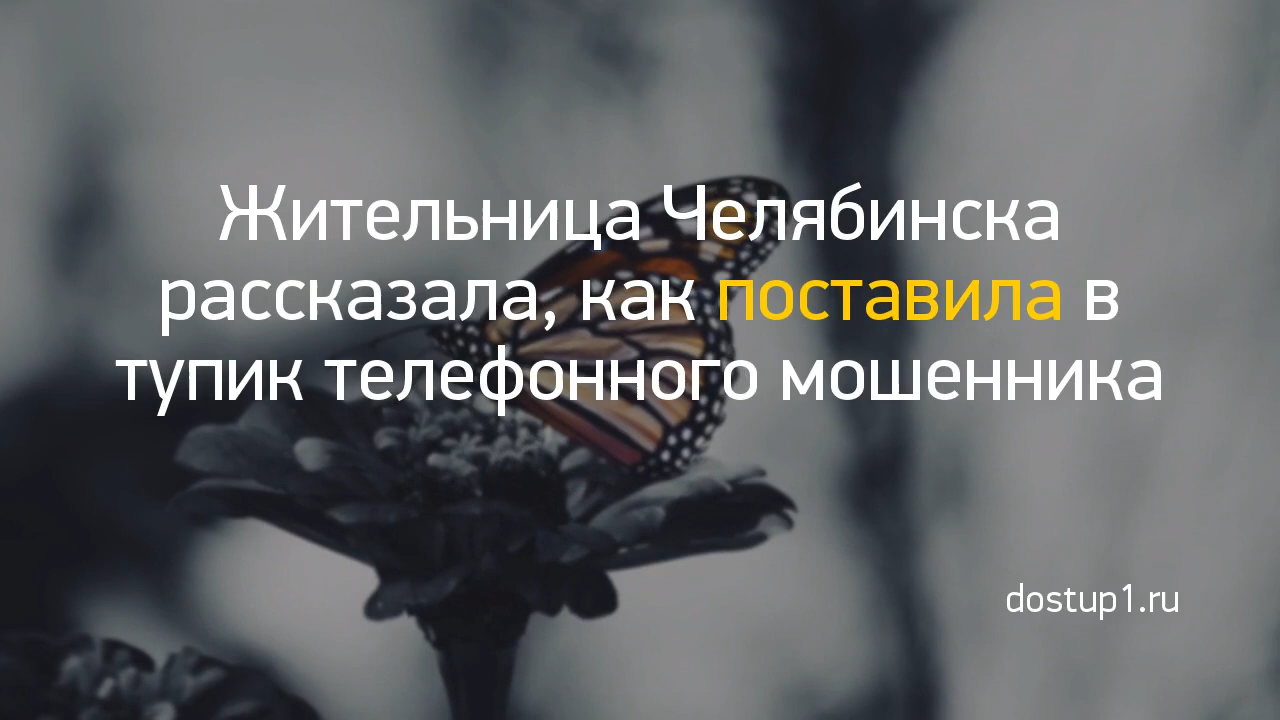 Жительница Челябинска
рассказала, как поставила в
тупик телефонного мошенника
dostup1.ru